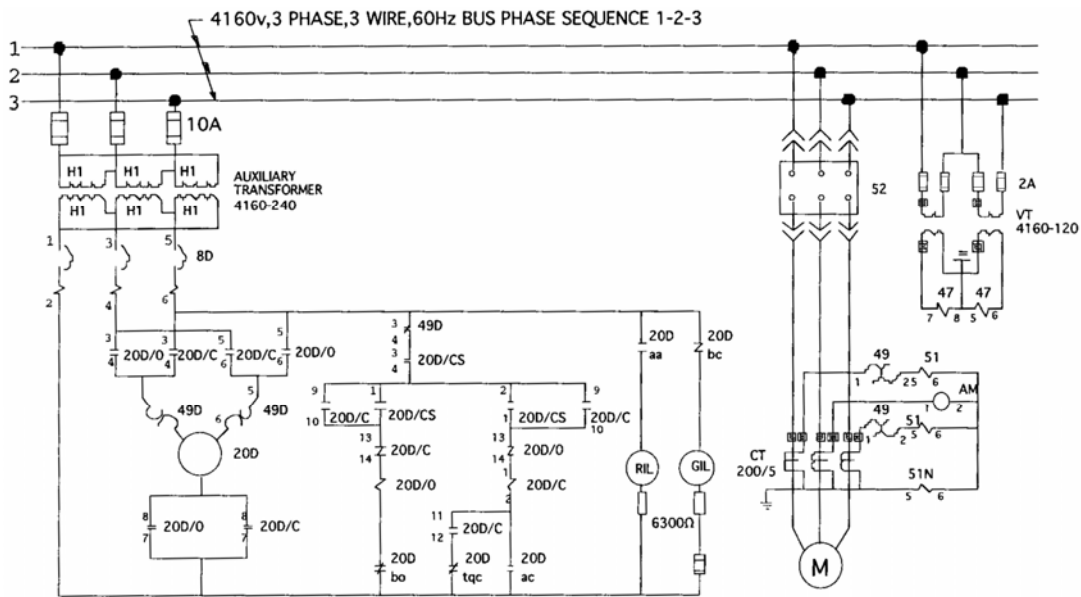 4160v,3 PHASE,3 WIRE,60Hz BUS PHASE SEQUENCE 1-2-3
1
2
3
10A
H1 H1 H1
H1 H1 H1
AUXILIARY
TRANSFORMER
4160-240
52
2A
VT
4160-120
1 3 5
8D
2 4 6
47 47
7 8 5 6
3 3 5 5
4 20D/O 4 20D/C 6 20D/C 6 20D/O
3 49D
4
3 20D/CS
4
20D
aa
20D
bc
5
49D 6 49D
20D
9 1 2 9
10 20D/C 20D/CS 1 20D/CS 20D/C
10
13 13
14 20D/C 14 20D/O
20D/O 1 20D/C
2
49 51
1 25 6
AM
1 2
49 51
1 2 5 6
CT
200/5
51N
5 6
RIL GIL
6300Ω
8 20D/O 8 20D/C
7 7
11
12 20D/C
20D
bo
20D
tqc
20D
ac
M